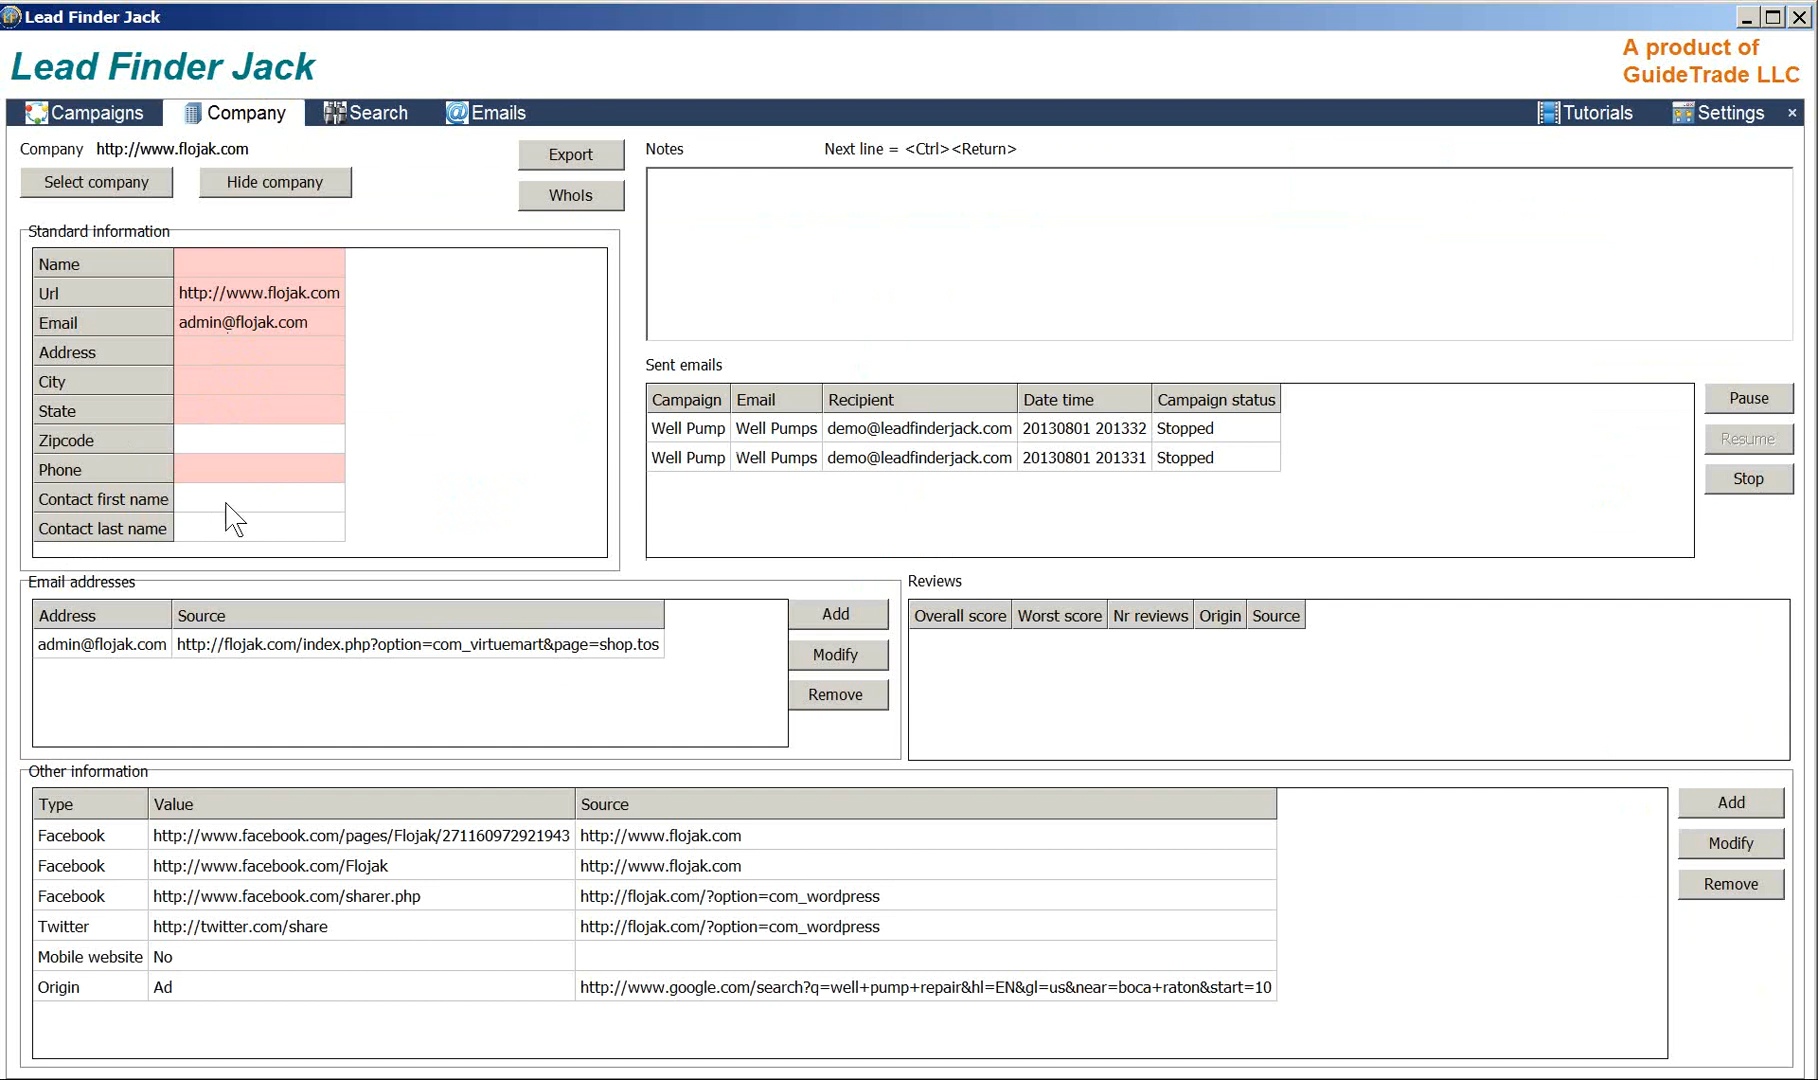 Lead Finder Jack
Lead Finder Jack
A product of
GuideTrade LLC
Campaigns Company Search Emails Tutorials Settings ×
Company http://www.flojak.com Export Notes Next line = <Ctrl><Return>
Select company Hide company WhoIs
Standard information
Name
Url http://www.flojak.com
Email admin@flojak.com
Address
City
State
Zipcode
Phone
Contact first name
Contact last name
Sent emails
Campaign Email Recipient Date time Campaign status
Well Pump Well Pumps demo@leadfinderjack.com 20130801 201332 Stopped
Well Pump Well Pumps demo@leadfinderjack.com 20130801 201331 Stopped
Pause
Resume
Stop
Email addresses
Address Source
admin@flojak.com http://flojak.com/index.php?option=com_virtuemart&page=shop.tos
Add
Modify
Remove
Reviews
Overall score Worst score Nr reviews Origin Source
Other information
Type Value Source
Facebook http://www.facebook.com/pages/Flojak/271160972921943 http://www.flojak.com
Facebook http://www.facebook.com/Flojak http://www.flojak.com
Facebook http://www.facebook.com/sharer.php http://flojak.com/?option=com_wordpress
Twitter http://twitter.com/share http://flojak.com/?option=com_wordpress
Mobile website No
Origin Ad http://www.google.com/search?q=well+pump+repair&hl=EN&gl=us&near=boca+raton&start=10
Add
Modify
Remove